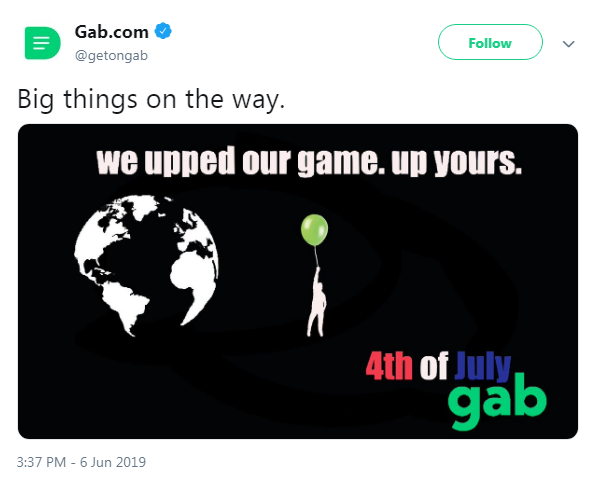 Gab.com
@getongab
Follow
Big things on the way.
we upped our game. up yours.
4th of July
gab
3:37 PM - 6 Jun 2019